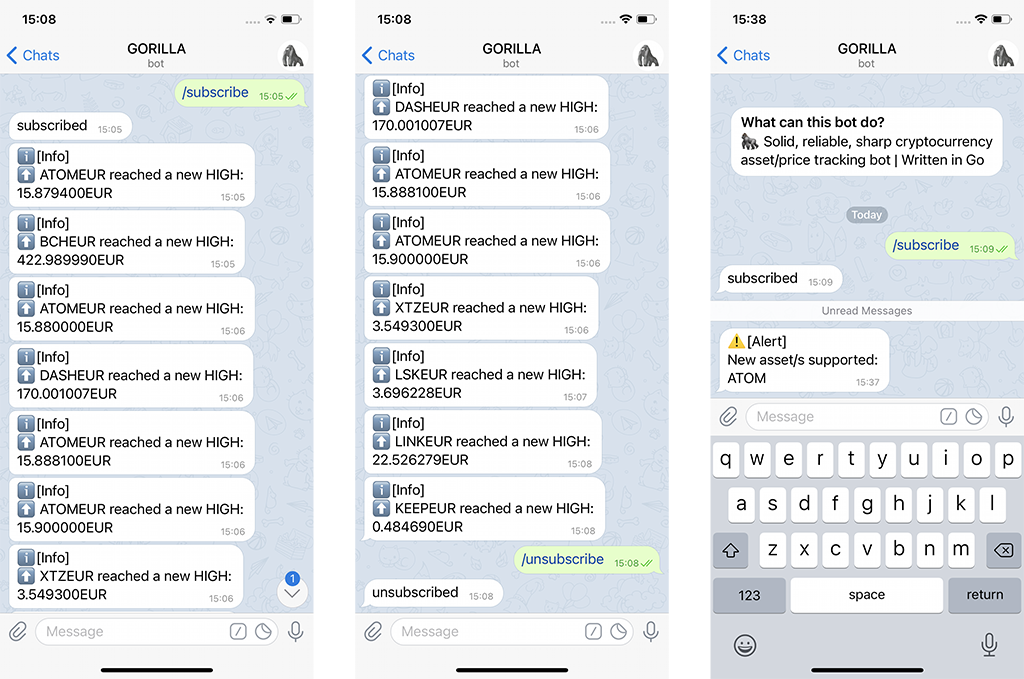 15:08
Chats
GORILLA
bot
/subscribe 15:05
subscribed 15:05
[Info]
ATOMEUR reached a new HIGH:
15.879400EUR 15:05
[Info]
BCHEUR reached a new HIGH:
422.989990EUR 15:05
[Info]
ATOMEUR reached a new HIGH:
15.880000EUR 15:06
[Info]
DASHEUR reached a new HIGH:
170.001007EUR 15:06
[Info]
ATOMEUR reached a new HIGH:
15.888100EUR 15:06
[Info]
ATOMEUR reached a new HIGH:
15.900000EUR 15:06
[Info]
XTZEUR reached a new HIGH:
3.549300EUR 15:06
1
Message
15:08
Chats
GORILLA
bot
[Info]
DASHEUR reached a new HIGH:
170.001007EUR 15:06
[Info]
ATOMEUR reached a new HIGH:
15.888100EUR 15:06
[Info]
ATOMEUR reached a new HIGH:
15.900000EUR 15:06
[Info]
XTZEUR reached a new HIGH:
3.549300EUR 15:06
[Info]
LSKEUR reached a new HIGH:
3.696228EUR 15:07
[Info]
LINKEUR reached a new HIGH:
22.526279EUR 15:08
[Info]
KEEPEUR reached a new HIGH:
0.484690EUR 15:08
/unsubscribe 15:08
unsubscribed 15:08
Message
15:38
Chats
GORILLA
bot
What can this bot do?
🦍 Solid, reliable, sharp cryptocurrency
asset/price tracking bot | Written in Go
Today
/subscribe 15:09
subscribed 15:09
Unread Messages
[Alert]
New asset/s supported:
ATOM 15:37
Message
q w e r t y u i o p
a s d f g h j k l
z x c v b n m
123 space return